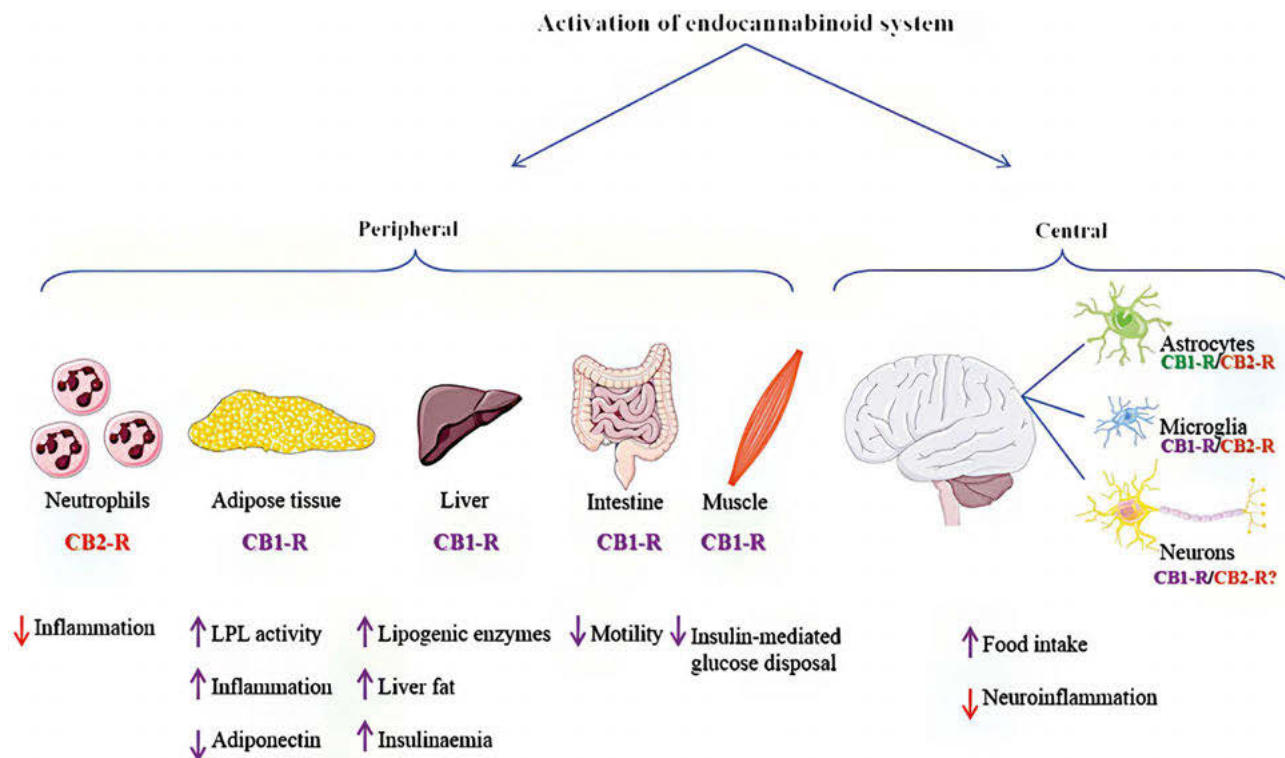 Activation of endocannabinoid system
Peripheral
Central
Neutrophils
CB2-R
Adipose tissue
CB1-R
Liver
CB1-R
Intestine
CB1-R
Muscle
CB1-R
Astrocytes
CB1-R/CB2-R
Microglia
CB1-R/CB2-R
Neurons
CB1-R/CB2-R?
↓ Inflammation
↑ LPL activity
↑ Inflammation
↓ Adiponectin
↑ Lipogenic enzymes
↑ Liver fat
↑ Insulinaemia
↓ Motility
↓ Insulin-mediated
glucose disposal
↑ Food intake
↓ Neuroinflammation